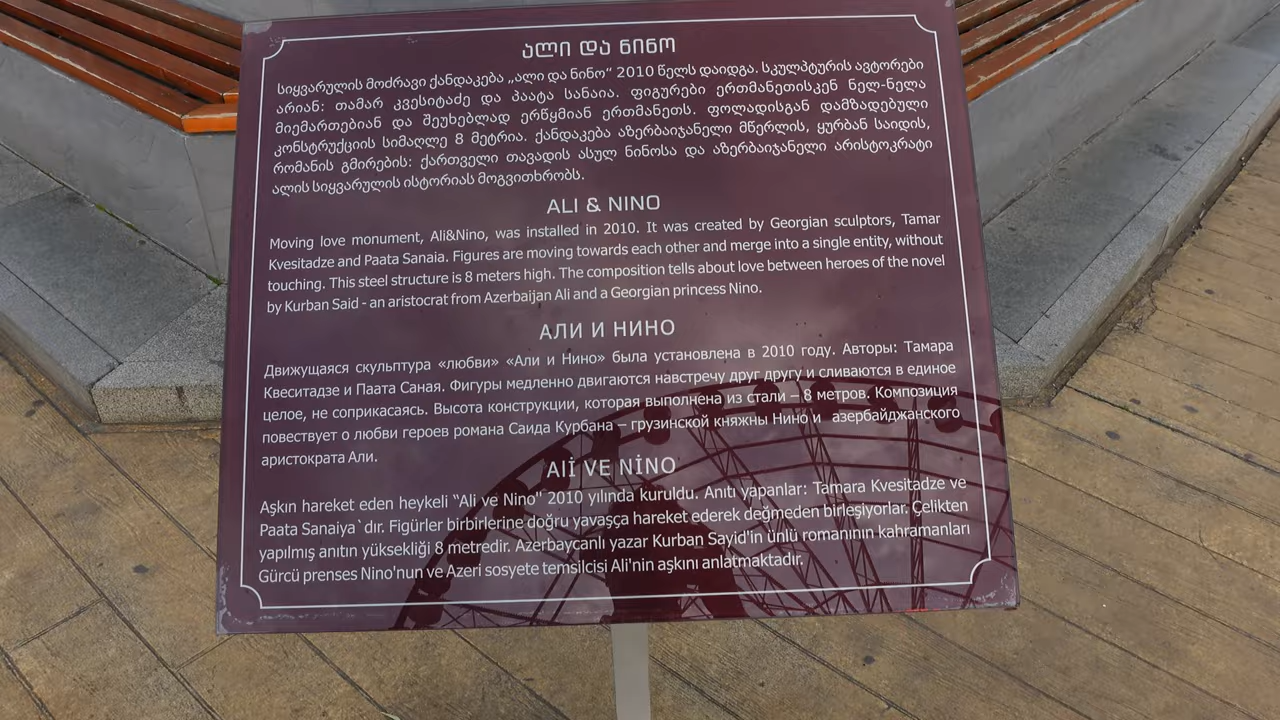 ალი და ნინო
სიყვარულის მოძრავი ქანდაკება „ალი და ნინო“ 2010 წელს დაიდგა. სკულპტურის ავტორები
არიან: თამარ კვესიტაძე და პაატა სანაია. ფიგურები ერთმანეთისკენ ნელ-ნელა
მიემართებიან და შეუხებლად ერწყმიან ერთმანეთს. ფოლადისგან დამზადებული
კონსტრუქციის სიმაღლე 8 მეტრია. ქანდაკება აზერბაიჯანელი მწერლის, ყურბან საიდის,
რომანის გმირების: ქართველი თავადის ასულ ნინოსა და აზერბაიჯანელი არისტოკრატი
ალის სიყვარულის ისტორიას მოგვითხრობს.
ALI & NINO
Moving love monument, Ali&Nino, was installed in 2010. It was created by Georgian sculptors, Tamar
Kvesitadze and Paata Sanaia. Figures are moving towards each other and merge into a single entity, without
touching. This steel structure is 8 meters high. The composition tells about love between heroes of the novel
by Kurban Said - an aristocrat from Azerbaijan Ali and a Georgian princess Nino.
АЛИ И НИНО
Движущаяся скульптура «любви» «Али и Нино» была установлена в 2010 году. Авторы: Тамара
Квеситадзе и Паата Саная. Фигуры медленно двигаются навстречу друг другу и сливаются в единое
целое, не соприкасаясь. Высота конструкции, которая выполнена из стали – 8 метров. Композиция
повествует о любви героев романа Саида Курбана – грузинской княжны Нино и азербайджанского
аристократа Али.
Alİ VE NİNO
Aşkın hareket eden heykeli "Ali ve Nino" 2010 yılında kuruldu. Anıtı yapanlar: Tamara Kvesitadze ve
Paata Sanaiya`dır. Figürler birbirlerine doğru yavaşça hareket ederek değmeden birleşiyorlar. Çelikten
yapılmış anıtın yüksekliği 8 metredir. Azerbaycanlı yazar Kurban Sayid'in ünlü romanının kahramanları
Gürcü prenses Nino'nun ve Azeri sosyete temsilcisi Ali'nin aşkını anlatmaktadır.